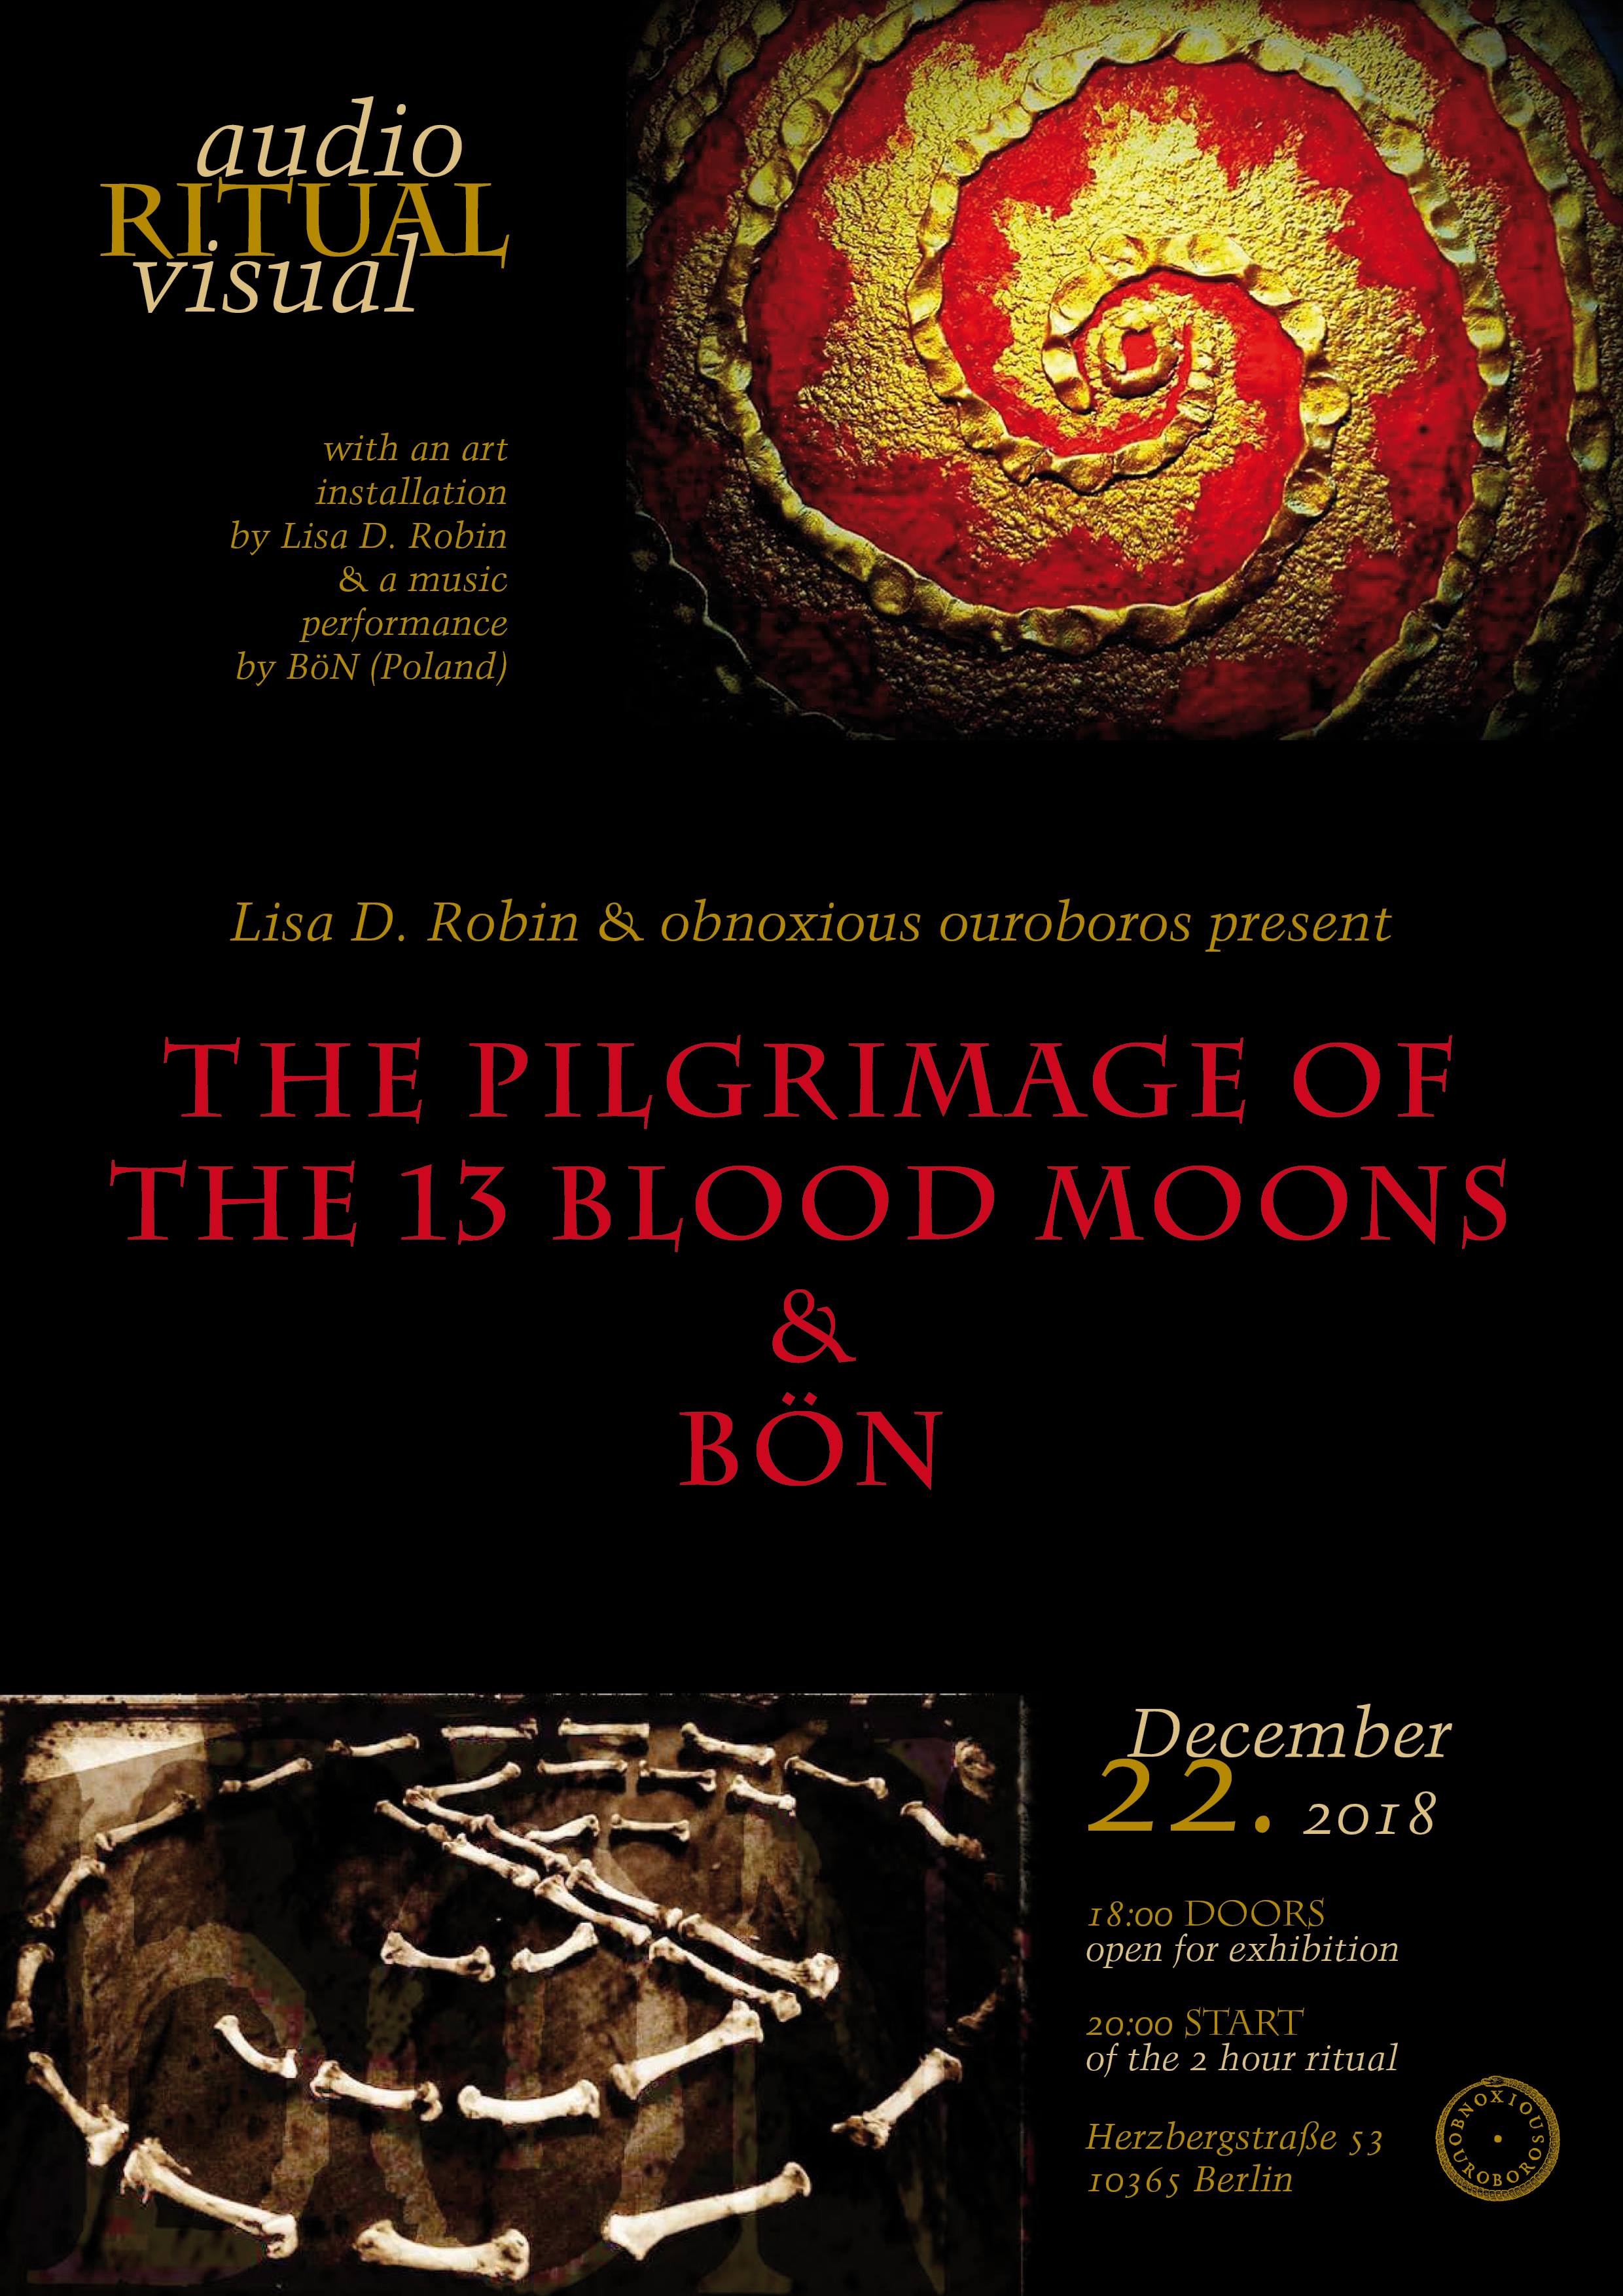 audio
RITUAL
visual
with an art
installation
by Lisa D. Robin
& a music
performance
by BöN (Poland)
Lisa D. Robin & obnoxious ouroboros present
THE PILGRIMAGE OF
THE 13 BLOOD MOONS
&
BÖN
December
22. 2018
18:00 DOORS
open for exhibition
20:00 START
of the 2 hour ritual
Herzbergstraße 53
10365 Berlin
OBNOXIOUS OUROBOROS